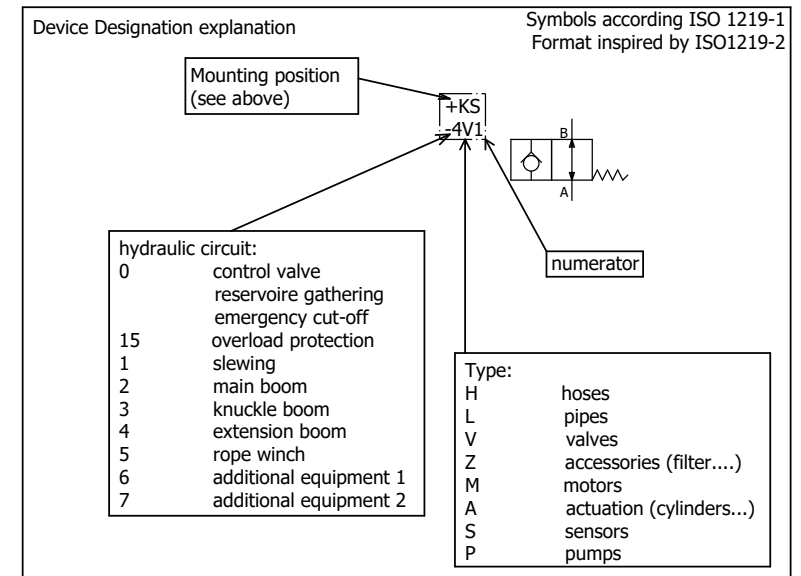 Device Designation explanation
Symbols according ISO 1219-1
Format inspired by ISO1219-2
Mounting position
(see above)
+KS
-4V1
B
A
numerator
hydraulic circuit:
0 control valve
reservoire gathering
emergency cut-off
15 overload protection
1 slewing
2 main boom
3 knuckle boom
4 extension boom
5 rope winch
6 additional equipment 1
7 additional equipment 2
Type:
H hoses
L pipes
V valves
Z accessories (filter....)
M motors
A actuation (cylinders...)
S sensors
P pumps